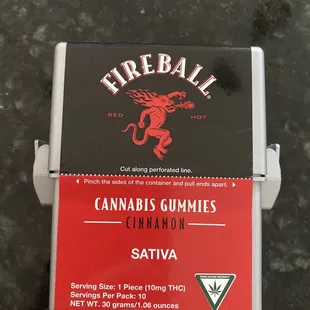 FIREBALL®
RED HOT
Cut along perforated line.
Pinch the sides of the container and pull ends apart.
CANNABIS GUMMIES
CINNAMON
SATIVA
Serving Size: 1 Piece (10mg THC)
Servings Per Pack: 10
NET WT. 30 grams/1.06 ounces